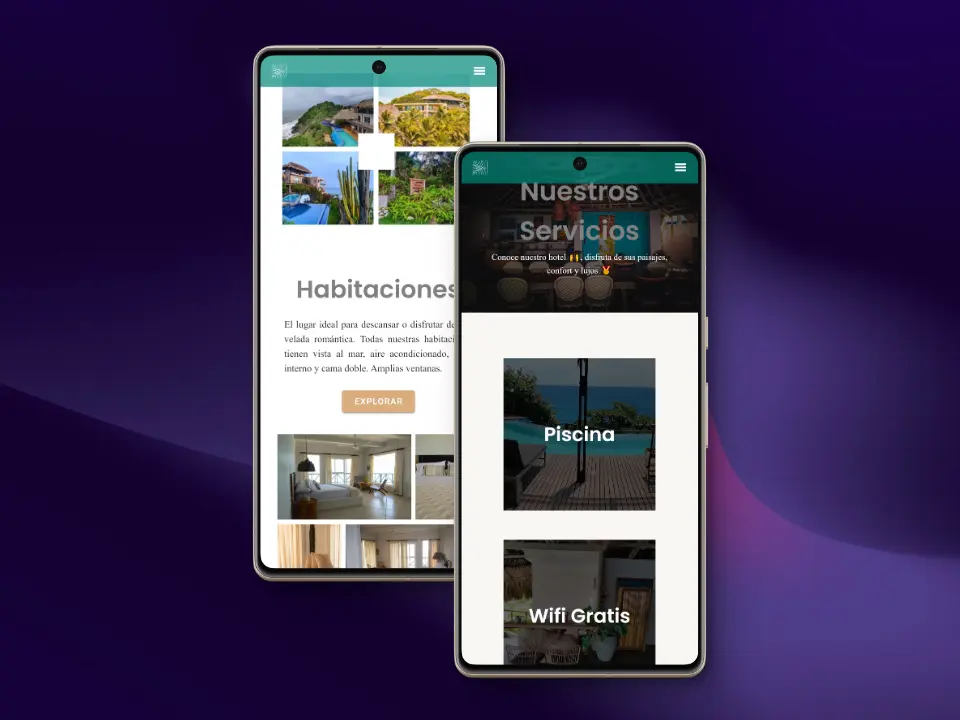 Habitaciones
El lugar ideal para descansar o disfrutar de
velada romántica. Todas nuestras
tienen vista al mar, aire acondicionado,
interno y cama doble. Amplias ventanas.
EXPLORAR
Nuestros
Servicios
Conoce nuestro hotel 🙌, disfruta de sus paisajes,
confort y lujos 🏅
Piscina
Wifi Gratis